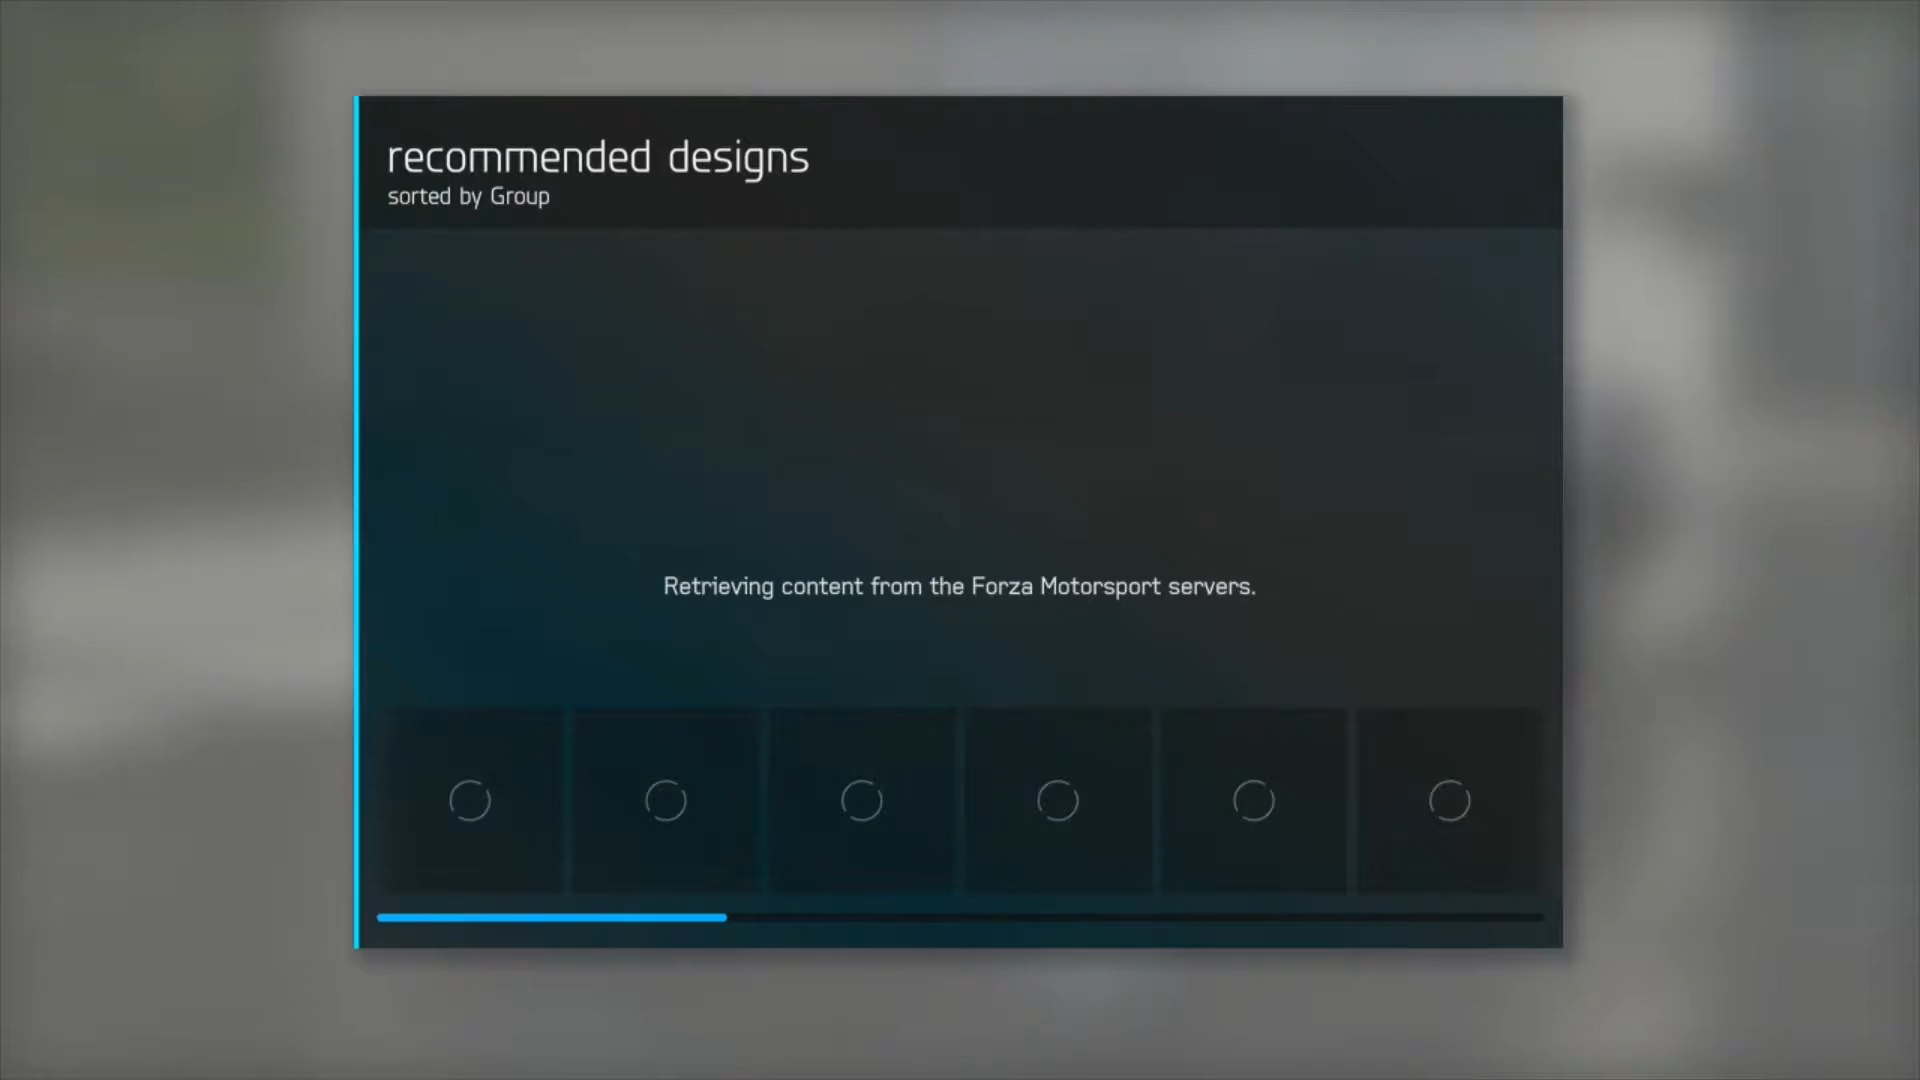 recommended designs
sorted by Group
Retrieving content from the Forza Motorsport servers.